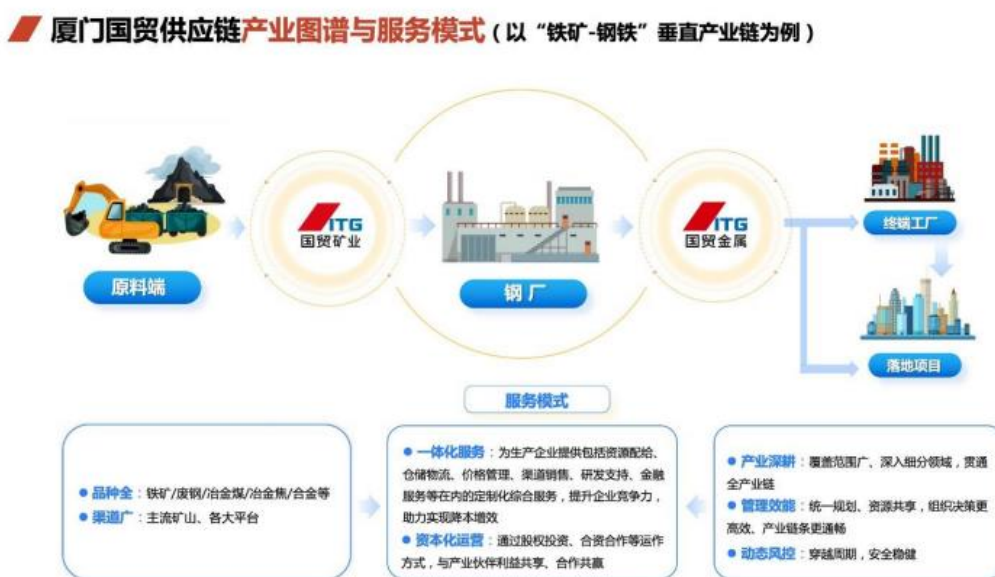 厦门国贸供应链产业图谱与服务模式（以“铁矿-钢铁”垂直产业链为例）
ITG
国贸矿业
ITG
国贸金属
终端工厂
原料端
钢厂
落地项目
服务模式
● 品种全：铁矿/废钢/冶金煤/冶金焦/合金等
● 渠道广：主流矿山、各大平台
● 一体化服务：为生产企业提供包括资源配给、
仓储物流、价格管理、渠道销售、研发支持、金融
服务等在内的定制化综合服务，提升企业竞争力，
助力实现降本增效
● 资本化运营：通过股权投资、合资合作等运作
方式，与产业伙伴利益共享、合作共赢
● 产业深耕：覆盖范围广、深入细分领域，贯通
全产业链
● 管理效能：统一规划、资源共享，组织决策更
高效、产业链条更通畅
● 动态风控：穿越周期，安全稳健